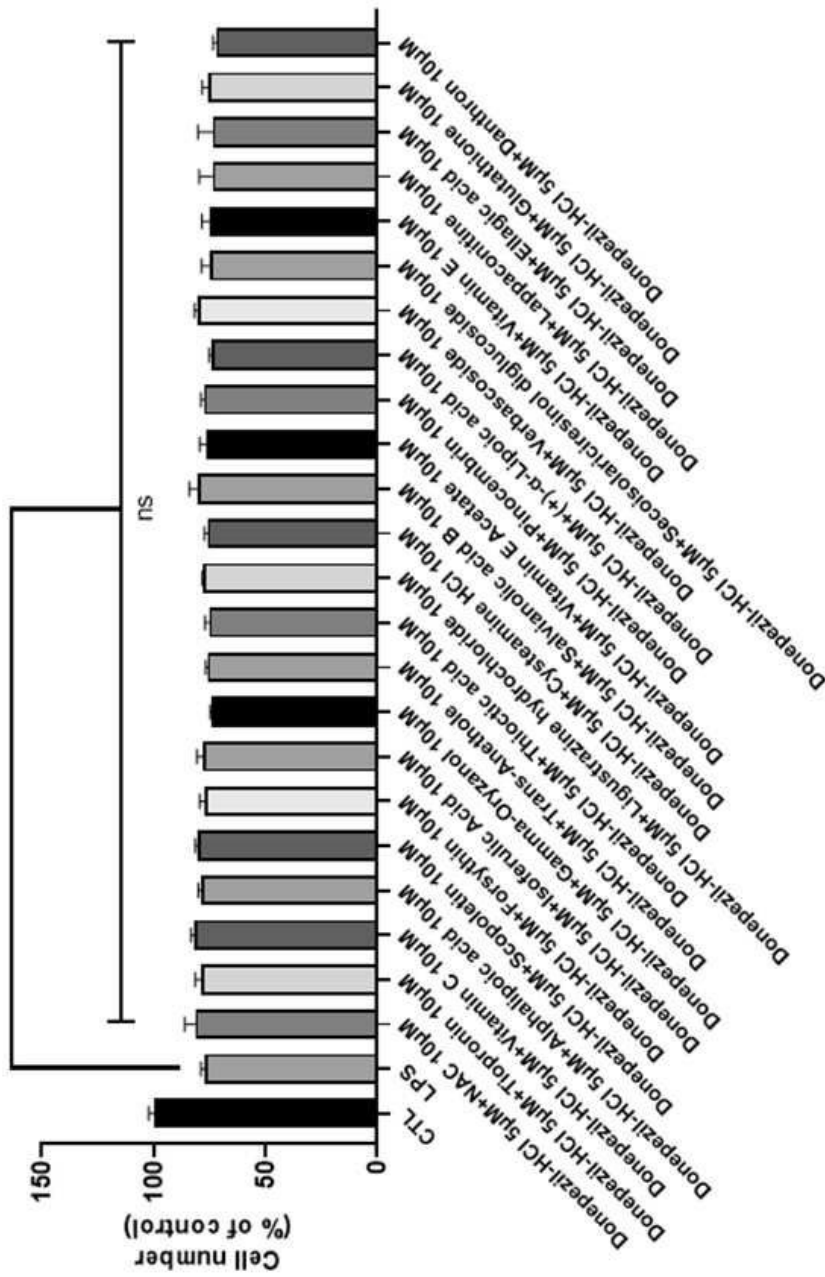 Cell number
(% of control)
150
100
50
0
ns
CTL
LPS
Donepezil-HCl 5µM+NAC 10µM
Donepezil-HCl 5µM+Tiopronin 10µM
Donepezil-HCl 5µM+Vitamin C 10µM
Donepezil-HCl 5µM+Alphalipoic acid 10µM
Donepezil-HCl 5µM+Scopoletin 10µM
Donepezil-HCl 5µM+Forsythin 10µM
Donepezil-HCl 5µM+Isoferulic Acid 10µM
Donepezil-HCl 5µM+Gamma-Oryzanol 10µM
Donepezil-HCl 5µM+Trans-Anethole 10µM
Donepezil-HCl 5µM+Thioctic acid 10µM
Donepezil-HCl 5µM+Ligustrazine hydrochloride 10µM
Donepezil-HCl 5µM+Cysteamine HCl 10µM
Donepezil-HCl 5µM+Salvianolic acid B 10µM
Donepezil-HCl 5µM+Vitamin E Acetate 10µM
Donepezil-HCl 5µM+Pinocembrin 10µM
Donepezil-HCl 5µM+(+)-α-Lipoic acid 10µM
Donepezil-HCl 5µM+Verbascoside 10µM
Donepezil-HCl 5µM+Secoisolariciresinol diglucoside 10µM
Donepezil-HCl 5µM+Vitamin E 10µM
Donepezil-HCl 5µM+Lappaconitine 10µM
Donepezil-HCl 5µM+Ellagic acid 10µM
Donepezil-HCl 5µM+Glutathione 10µM
Donepezil-HCl 5µM+Danthron 10µM